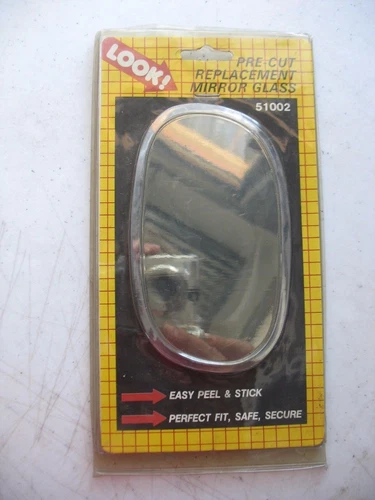 LOOK!
PRE-CUT
REPLACEMENT
MIRROR GLASS
51002
EASY PEEL & STICK
PERFECT FIT, SAFE, SECURE